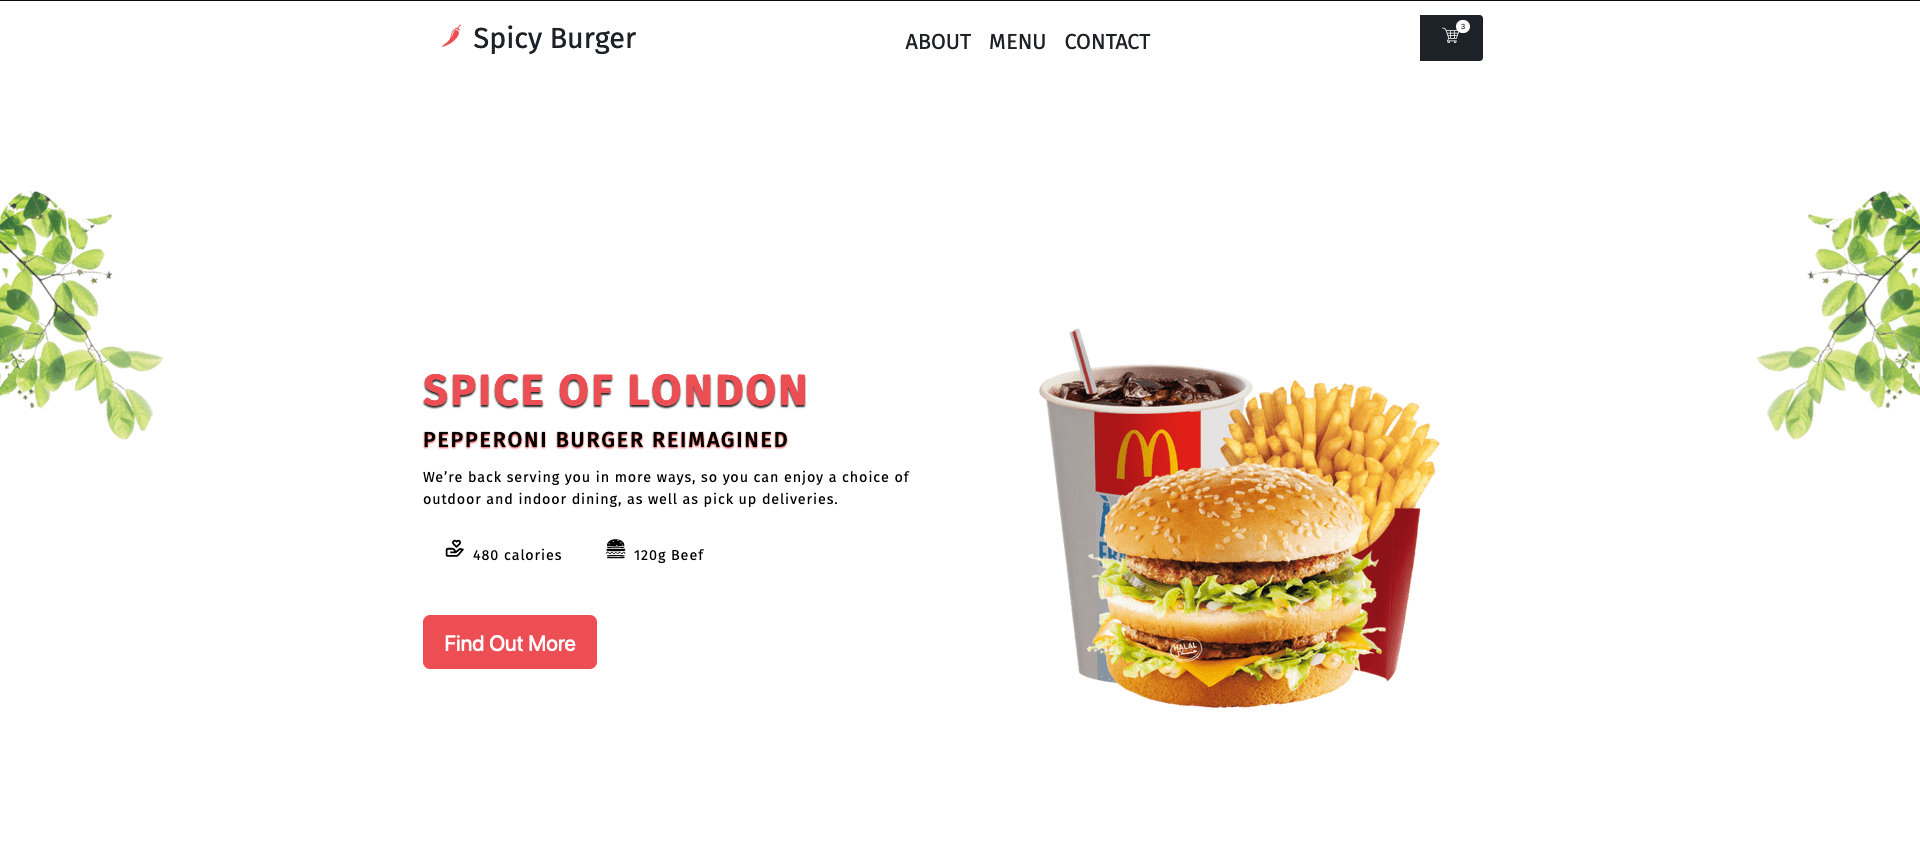 Spicy Burger
ABOUT MENU CONTACT
3
SPICE OF LONDON
PEPPERONI BURGER REIMAGINED
We’re back serving you in more ways, so you can enjoy a choice of
outdoor and indoor dining, as well as pick up deliveries.
480 calories
120g Beef
Find Out More
HALAL